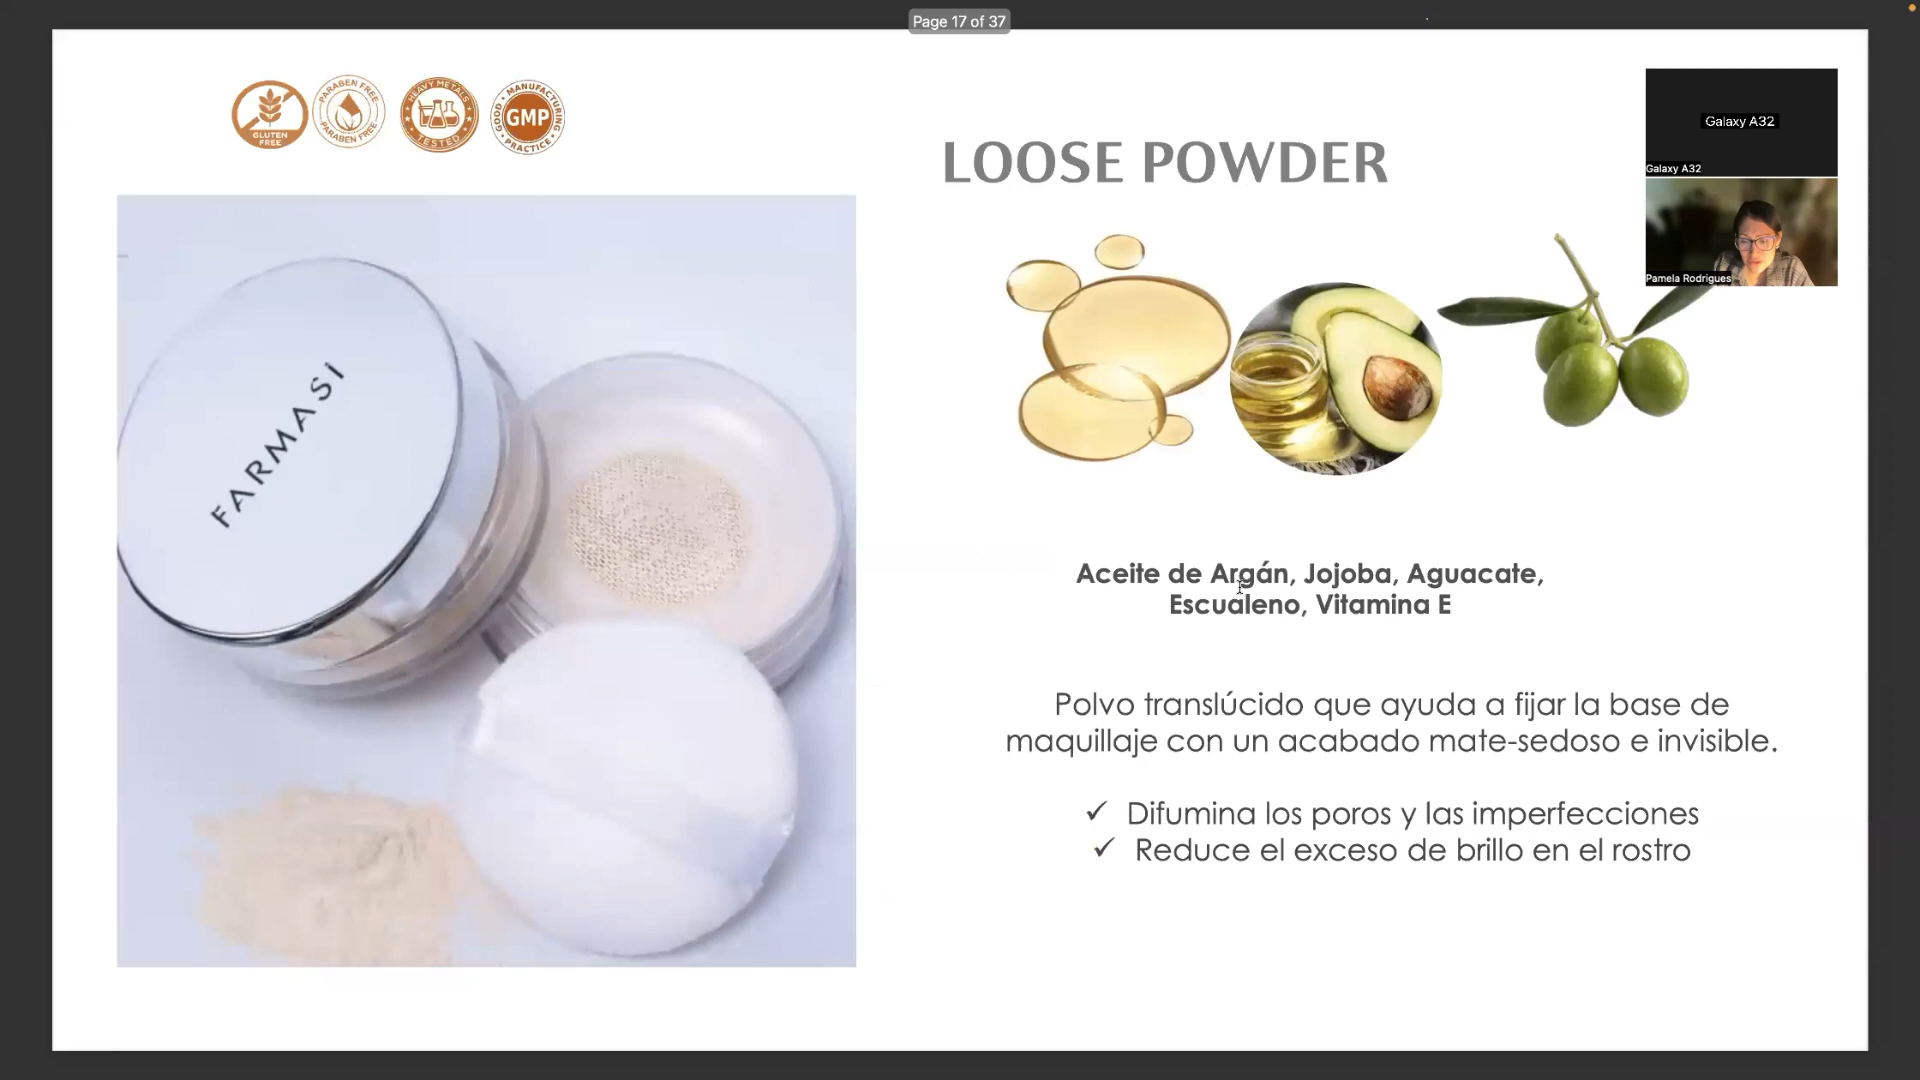 Page 17 of 37
GLUTEN
FREE
PARABEN FREE
PARABEN FREE
HEAVY METALS
TESTED
GOOD MANUFACTURING
GMP
PRACTICE
LOOSE POWDER
Galaxy A32
Galaxy A32
Pamela Rodrigues
FARMASI
Aceite de Argán, Jojoba, Aguacate,
Escualeno, Vitamina E
Polvo translúcido que ayuda a fijar la base de
maquillaje con un acabado mate-sedoso e invisible.
✓ Difumina los poros y las imperfecciones
✓ Reduce el exceso de brillo en el rostro